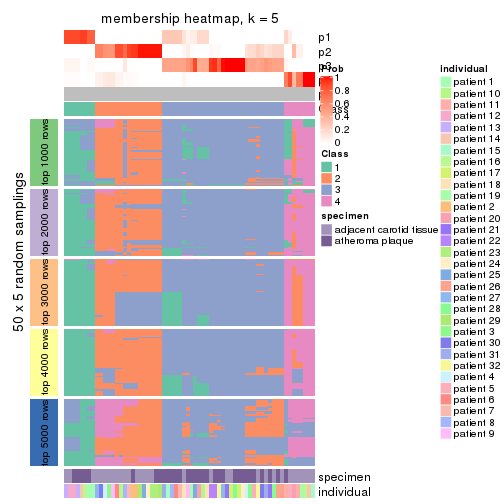 membership heatmap, k = 5
p1
p2
p3
Prob
1
0.8
0.6
0.4
0.2
0
Class
1
2
3
4
specimen
adjacent carotid tissue
atheroma plaque
individual
patient 1
patient 10
patient 11
patient 12
patient 13
patient 14
patient 15
patient 16
patient 17
patient 18
patient 19
patient 2
patient 20
patient 21
patient 22
patient 23
patient 24
patient 25
patient 26
patient 27
patient 28
patient 29
patient 3
patient 30
patient 31
patient 32
patient 4
patient 5
patient 6
patient 7
patient 8
patient 9
50 x 5 random samplings
top 1000 rows
top 2000 rows
top 3000 rows
top 4000 rows
top 5000 rows
specimen
individual